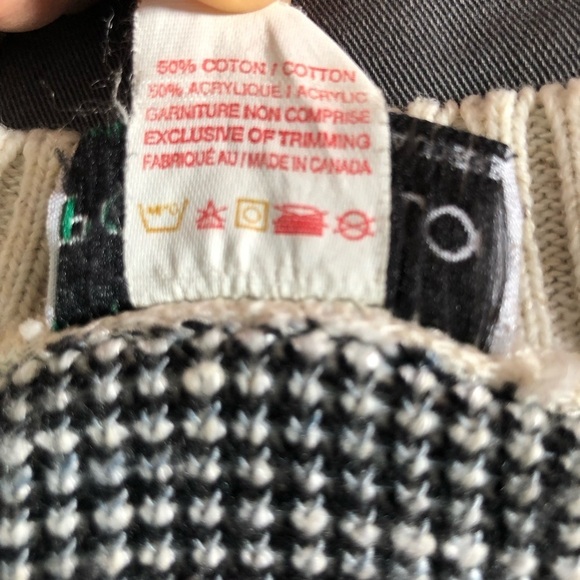 50% COTON / COTTON
50% ACRYLIQUE / ACRYLIC
GARNITURE NON COMPRISE
EXCLUSIVE OF TRIMMING
FABRIQUÉ AU / MADE IN CANADA